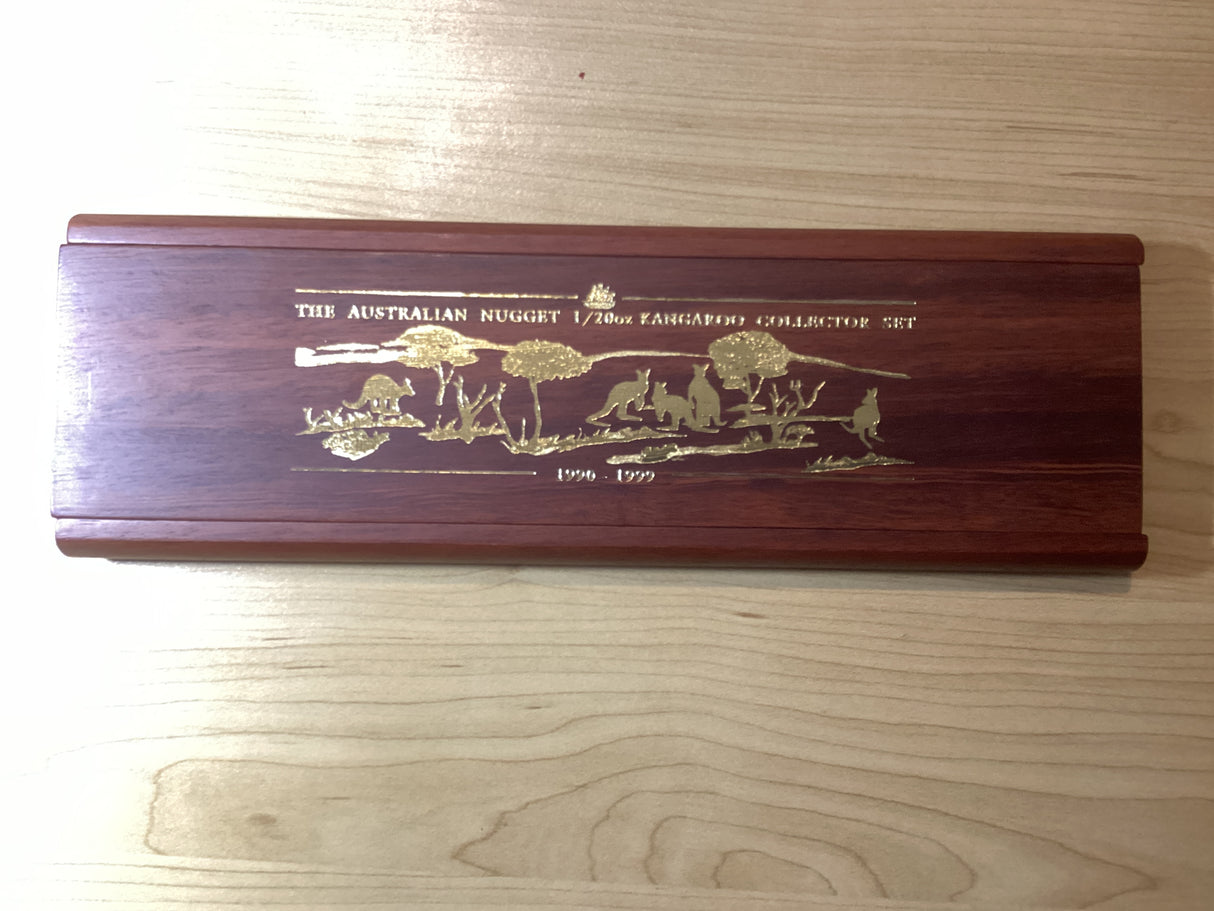 THE AUSTRALIAN NUGGET 1/20oz KANGAROO COLLECTOR SET
1990 - 1999